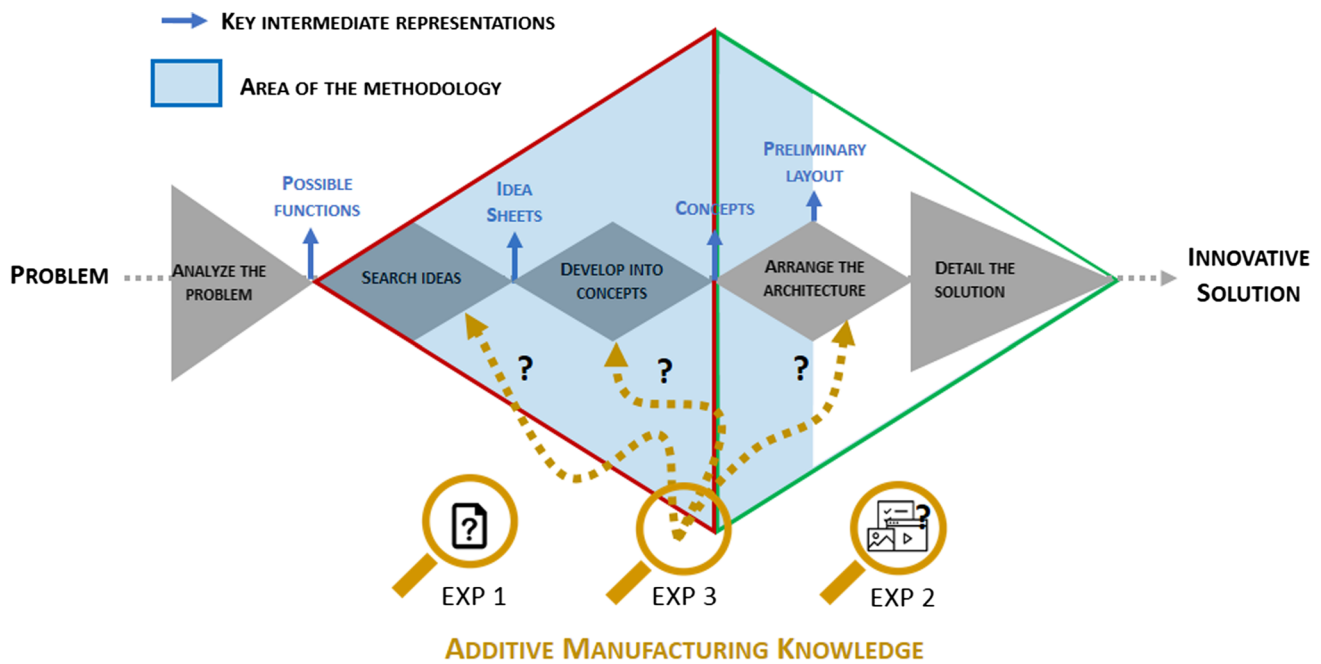 Key intermediate representations
Area of the methodology
Possible
functions
Idea
Sheets
Concepts
Preliminary
layout
Problem
Analyze the
problem
Search ideas
Develop into
concepts
Arrange the
architecture
Detail the
solution
Innovative
Solution
?
?
?
?
?
EXP 1
EXP 3
EXP 2
Additive Manufacturing Knowledge